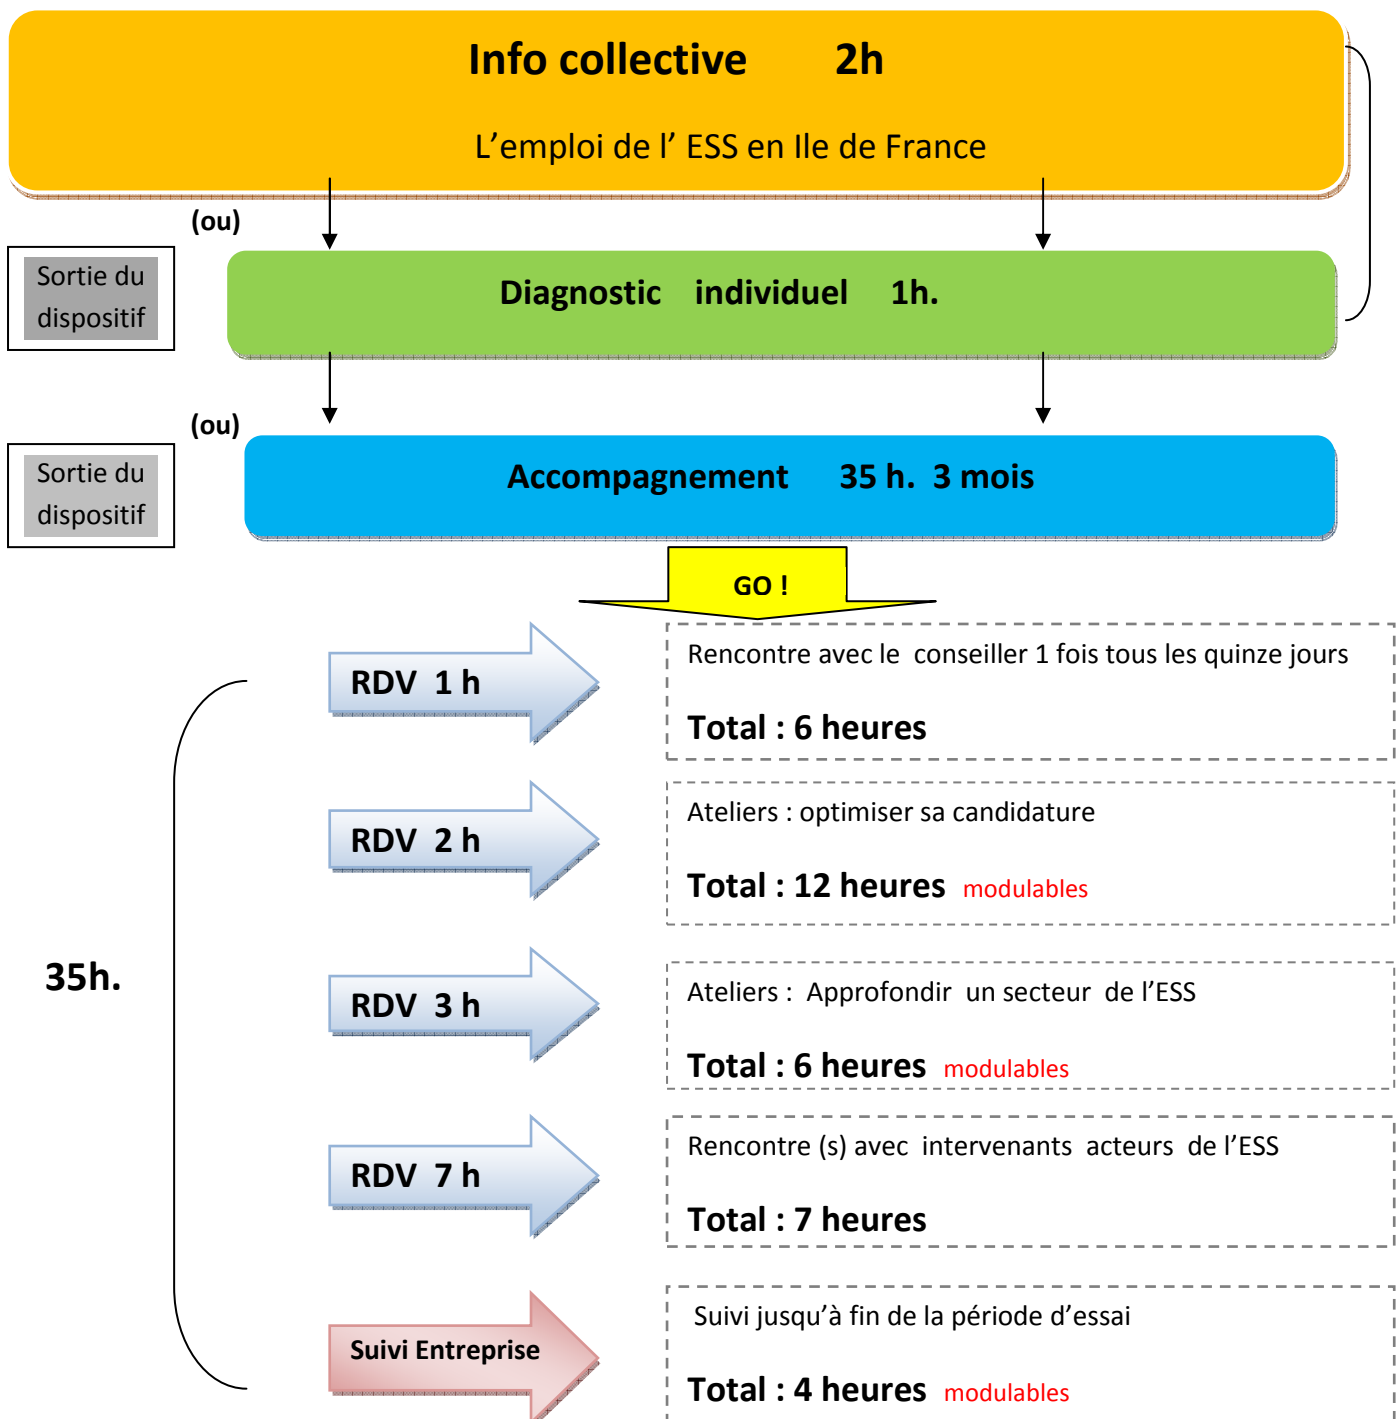 Info collective 2h
L’emploi de l’ ESS en Ile de France
(ou)
Sortie du
dispositif
Diagnostic individuel 1h.
(ou)
Sortie du
dispositif
Accompagnement 35 h. 3 mois
GO !
35h.
RDV 1 h
Rencontre avec le conseiller 1 fois tous les quinze jours
Total : 6 heures
RDV 2 h
Ateliers : optimiser sa candidature
Total : 12 heures modulables
RDV 3 h
Ateliers : Approfondir un secteur de l’ESS
Total : 6 heures modulables
RDV 7 h
Rencontre (s) avec intervenants acteurs de l’ESS
Total : 7 heures
Suivi Entreprise
Suivi jusqu’à fin de la période d’essai
Total : 4 heures modulables